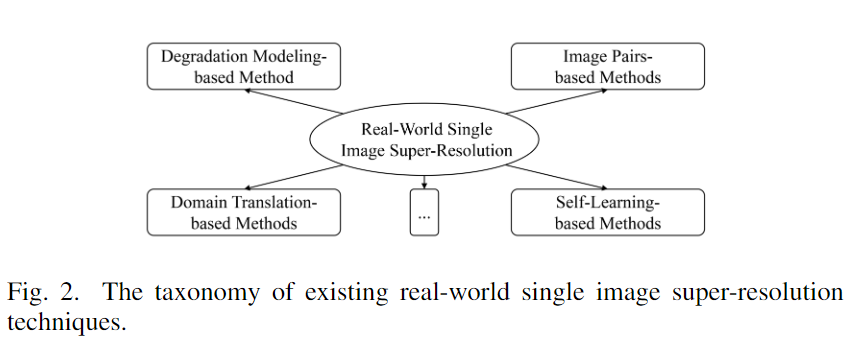 Degradation Modeling-
based Method
Image Pairs-
based Methods
Real-World Single
Image Super-Resolution
Domain Translation-
based Methods
...
Self-Learning-
based Methods
Fig. 2. The taxonomy of existing real-world single image super-resolution
techniques.